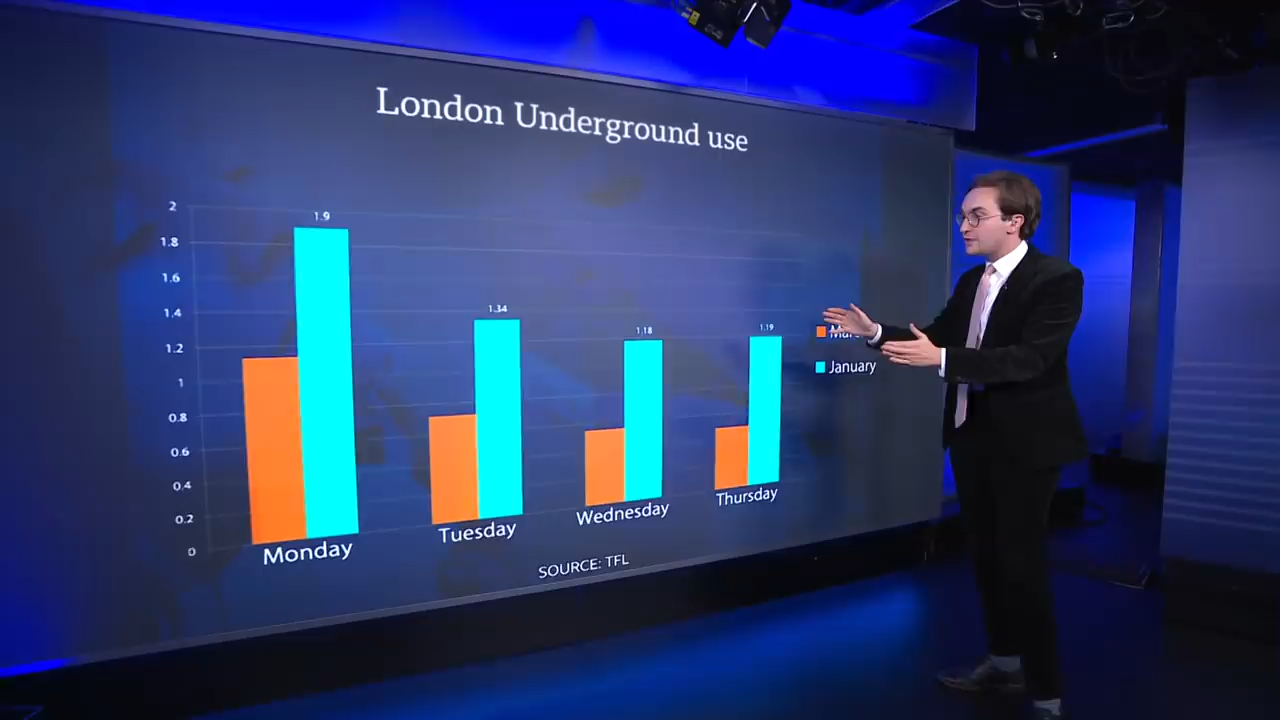 London Underground use
2
1.8
1.6
1.4
1.2
1
0.8
0.6
0.4
0.2
0
1.9
1.34
1.18
1.19
January
Monday
Tuesday
Wednesday
Thursday
SOURCE: TFL